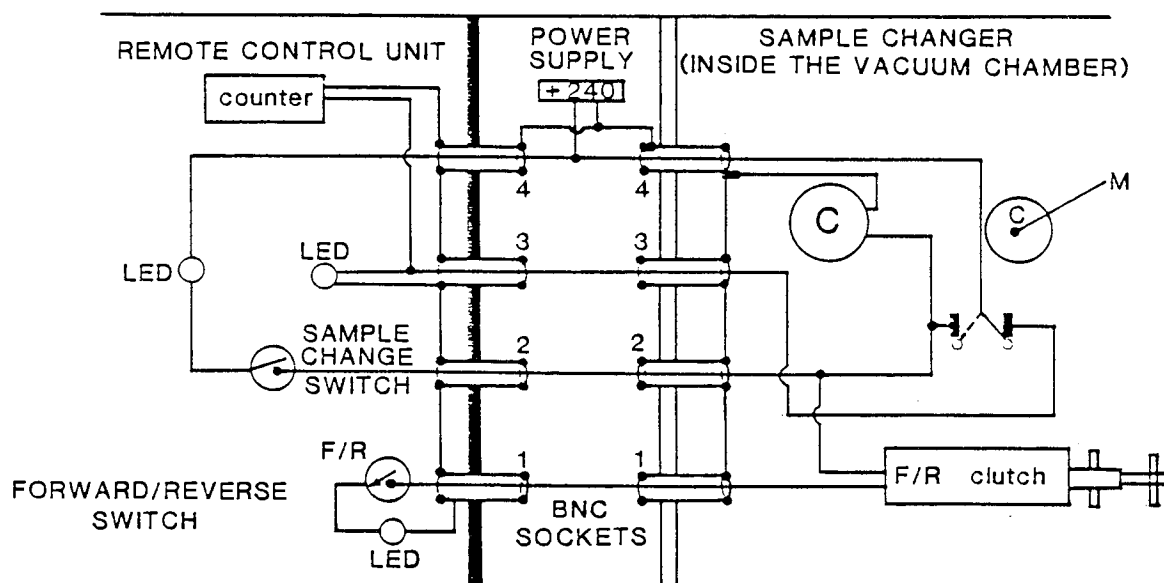 REMOTE CONTROL UNIT
POWER
SUPPLY
+240
SAMPLE CHANGER
(INSIDE THE VACUUM CHAMBER)
counter
4
4
C
C
M
LED
LED
3
3
SAMPLE
CHANGE
SWITCH
2
2
F/R
1
1
FORWARD/REVERSE
SWITCH
LED
BNC
SOCKETS
F/R clutch